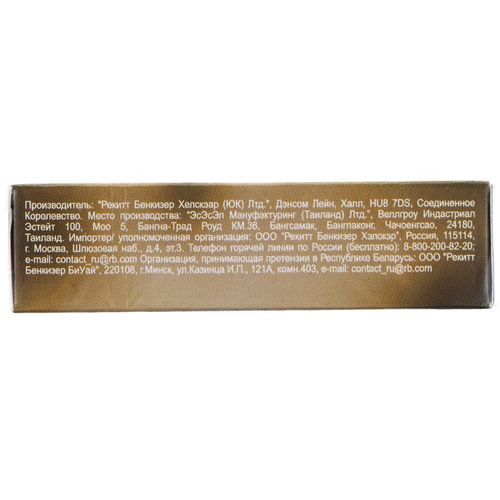 Производитель: "Рекитт Бенкизер Хелскэар (ЮК) Лтд.", Дэнсом Лейн, Халл, HU8 7DS, Соединенное
Королевство. Место производства: "ЭсЭсЭл Мануфэктуринг (Таиланд) Лтд.", Веллгроу Индастриал
Эстейт 100, Моо 5, Бангна-Трад Роуд КМ.36, Бангсамак, Бангпаконг, Чачоенгсао, 24180,
Таиланд. Импортер/ уполномоченная организация: ООО "Рекитт Бенкизер Хэлскэр", Россия, 115114,
г. Москва, Шлюзовая наб., д.4, эт.3. Телефон горячей линии по России (бесплатно): 8-800-200-82-20;
e-mail: contact_ru@rb.com Организация, принимающая претензии в Республике Беларусь: ООО "Рекитт
Бенкизер БиУай", 220108, г.Минск, ул.Казинца И.П., 121А, комн.403, e-mail: contact_ru@rb.com.